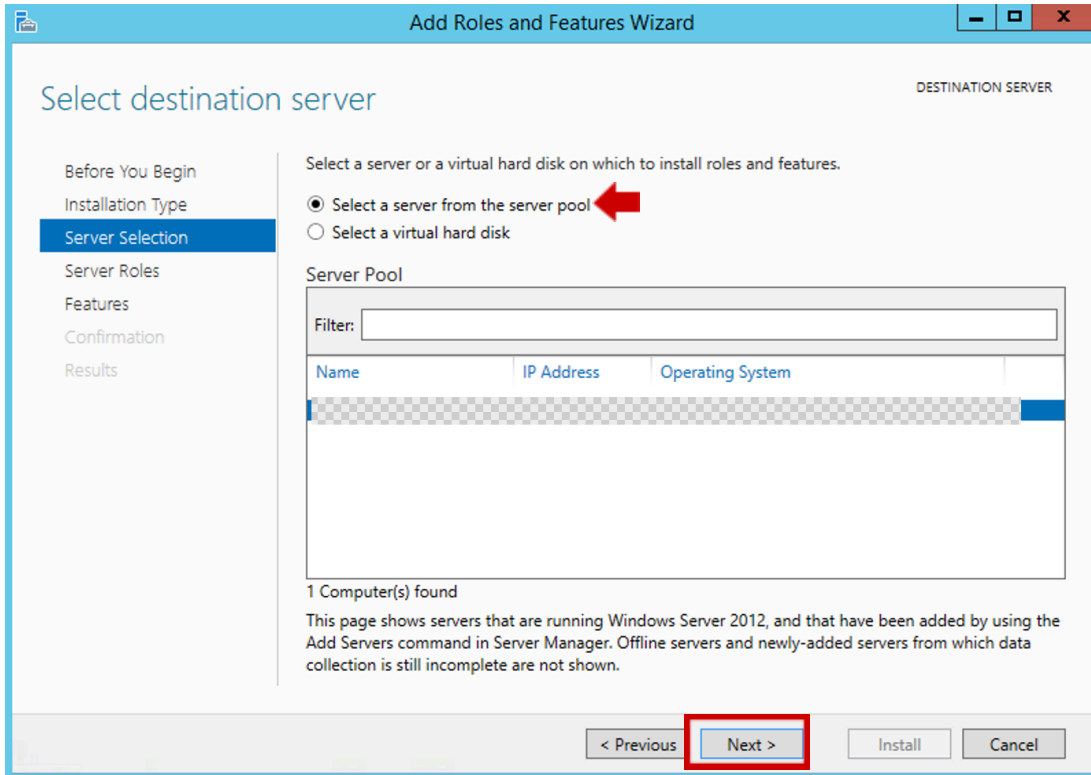 Add Roles and Features Wizard
Select destination server
DESTINATION SERVER
Before You Begin
Installation Type
Server Selection
Server Roles
Features
Confirmation
Results
Select a server or a virtual hard disk on which to install roles and features.
Select a server from the server pool
Select a virtual hard disk
Server Pool
Filter:
Name IP Address Operating System
1 Computer(s) found
This page shows servers that are running Windows Server 2012, and that have been added by using the
Add Servers command in Server Manager. Offline servers and newly-added servers from which data
collection is still incomplete are not shown.
< Previous Next > Install Cancel